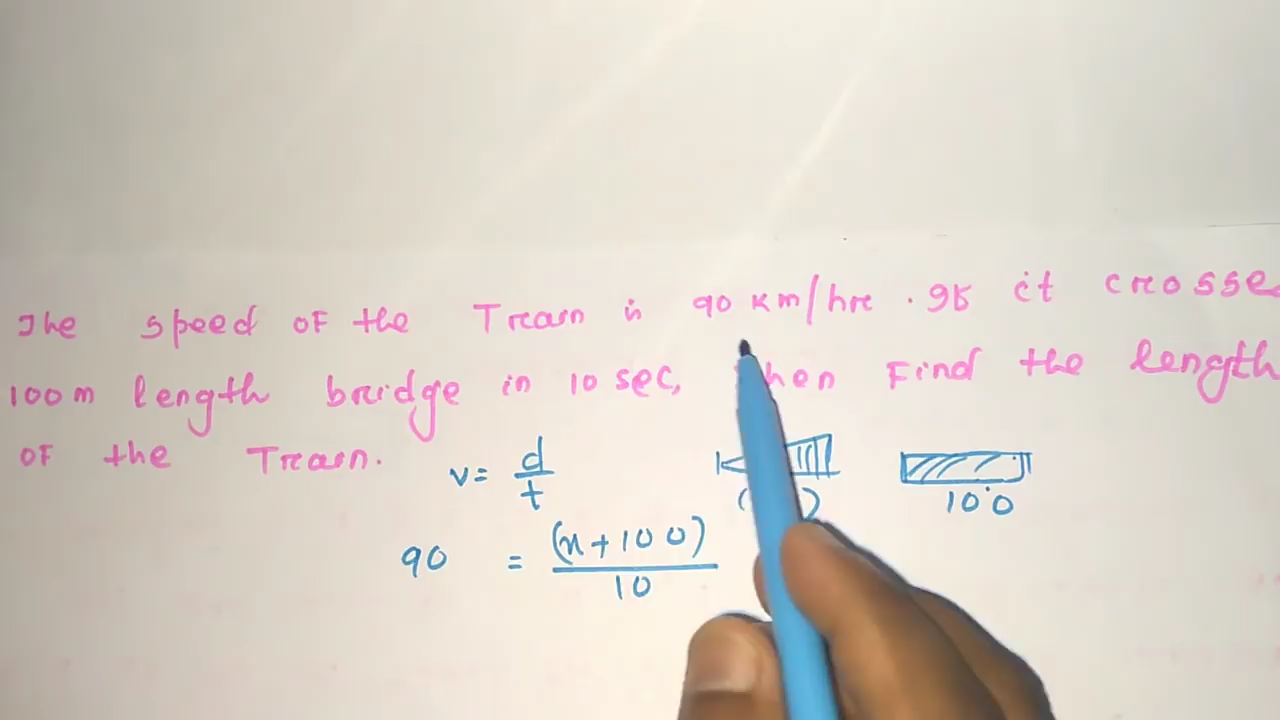 The speed of the Train is 90 km/hr. If it crosses
100m length bridge in 10 sec, then Find the length
of the Train.
v = d/t
100
90 = (x+100)/10